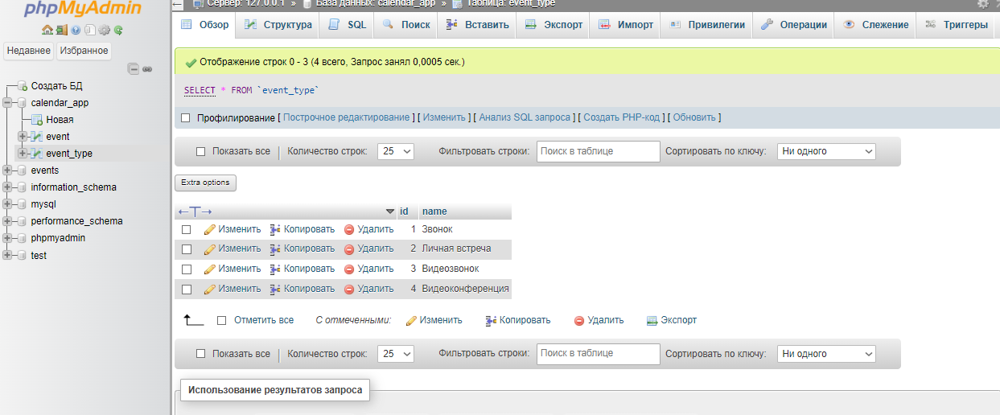 phpMyAdmin
Сервер: 127.0.0.1 » База данных: calendar_app » Таблица: event_type
Обзор Структура SQL Поиск Вставить Экспорт Импорт Привилегии Операции Слежение Триггеры
Недавнее Избранное
Создать БД
calendar_app
Новая
event
event_type
events
information_schema
mysql
performance_schema
phpmyadmin
test
Отображение строк 0 - 3 (4 всего, Запрос занял 0,0005 сек.)
SELECT * FROM `event_type`
Профилирование [ Построчное редактирование ] [ Изменить ] [ Анализ SQL запроса ] [ Создать PHP-код ] [ Обновить ]
Показать все | Количество строк: 25 Фильтровать строки: Поиск в таблице Сортировать по ключу: Ни одного
Extra options
←T→ id name
Изменить Копировать Удалить 1 Звонок
Изменить Копировать Удалить 2 Личная встреча
Изменить Копировать Удалить 3 Видеозвонок
Изменить Копировать Удалить 4 Видеоконференция
Отметить все С отмеченными: Изменить Копировать Удалить Экспорт
Показать все | Количество строк: 25 Фильтровать строки: Поиск в таблице Сортировать по ключу: Ни одного
Использование результатов запроса